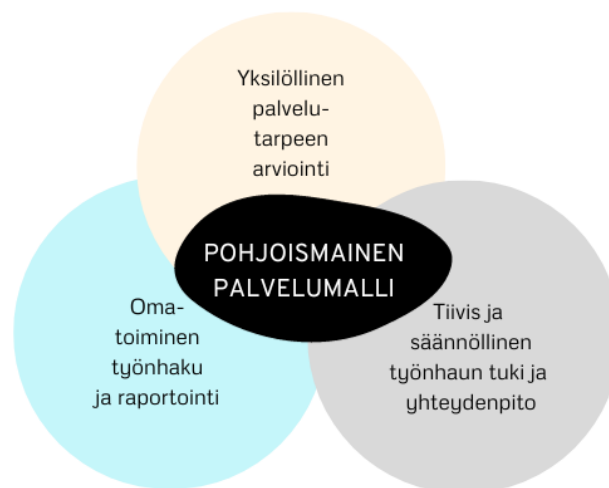 Yksilöllinen
palvelu-
tarpeen
arviointi
POHJOISMAINEN
PALVELUMALLI
Oma-
toiminen
työnhaku
ja raportointi
Tiivis ja
säännöllinen
työnhaun tuki ja
yhteydenpito